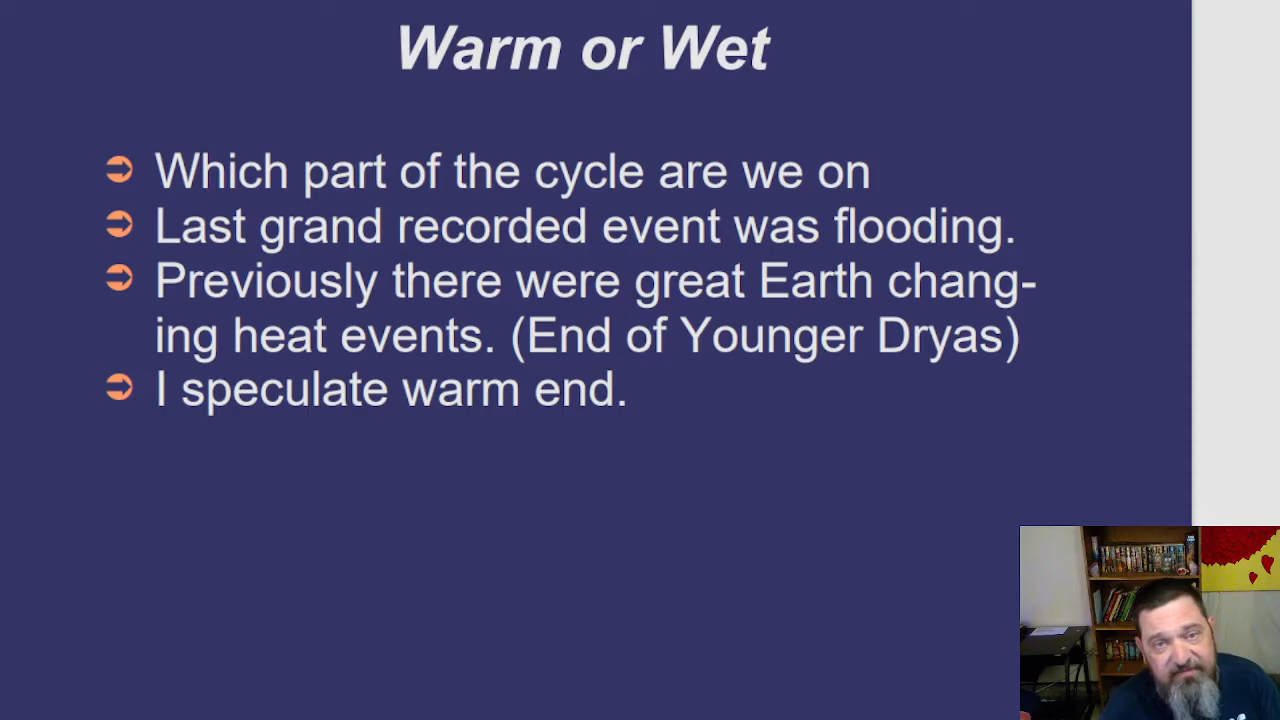 Warm or Wet
Which part of the cycle are we on
Last grand recorded event was flooding.
Previously there were great Earth chang-
ing heat events. (End of Younger Dryas)
I speculate warm end.